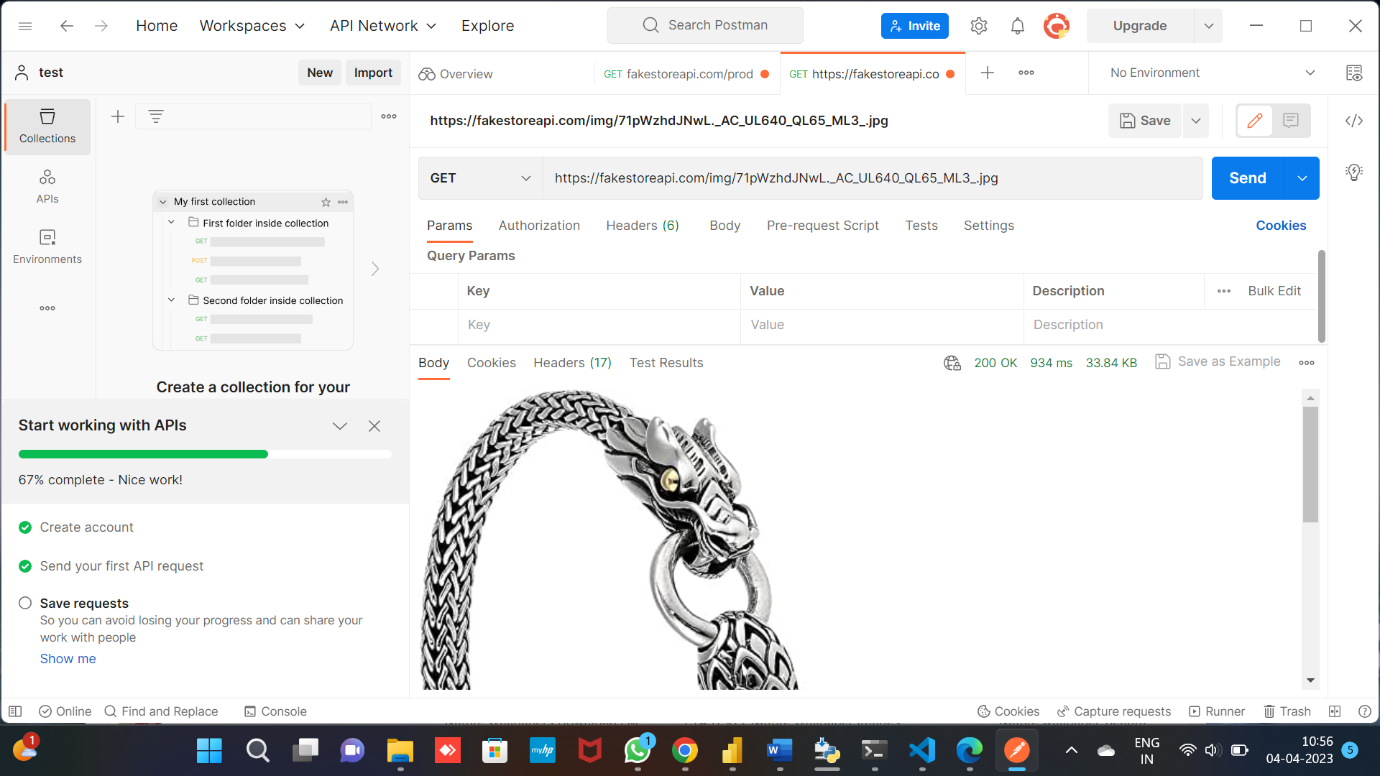 Home Workspaces API Network Explore Search Postman Invite Upgrade
test New Import Overview GET fakestoreapi.com/prod GET https://fakestoreapi.co No Environment
Collections
APIs
Environments
My first collection
First folder inside collection
GET
POST
GET
Second folder inside collection
GET
GET
Create a collection for your
Start working with APIs
67% complete - Nice work!
Create account
Send your first API request
Save requests
So you can avoid losing your progress and can share your
work with people
Show me
https://fakestoreapi.com/img/71pWzhdJNwL._AC_UL640_QL65_ML3_.jpg Save
GET https://fakestoreapi.com/img/71pWzhdJNwL._AC_UL640_QL65_ML3_.jpg Send
Params Authorization Headers (6) Body Pre-request Script Tests Settings Cookies
Query Params
Key Value Description Bulk Edit
Key Value Description
Body Cookies Headers (17) Test Results 200 OK 934 ms 33.84 KB Save as Example
Online Find and Replace Console Cookies Capture requests Runner Trash
1 myhp 1 ENG
IN
10:56
04-04-2023 5